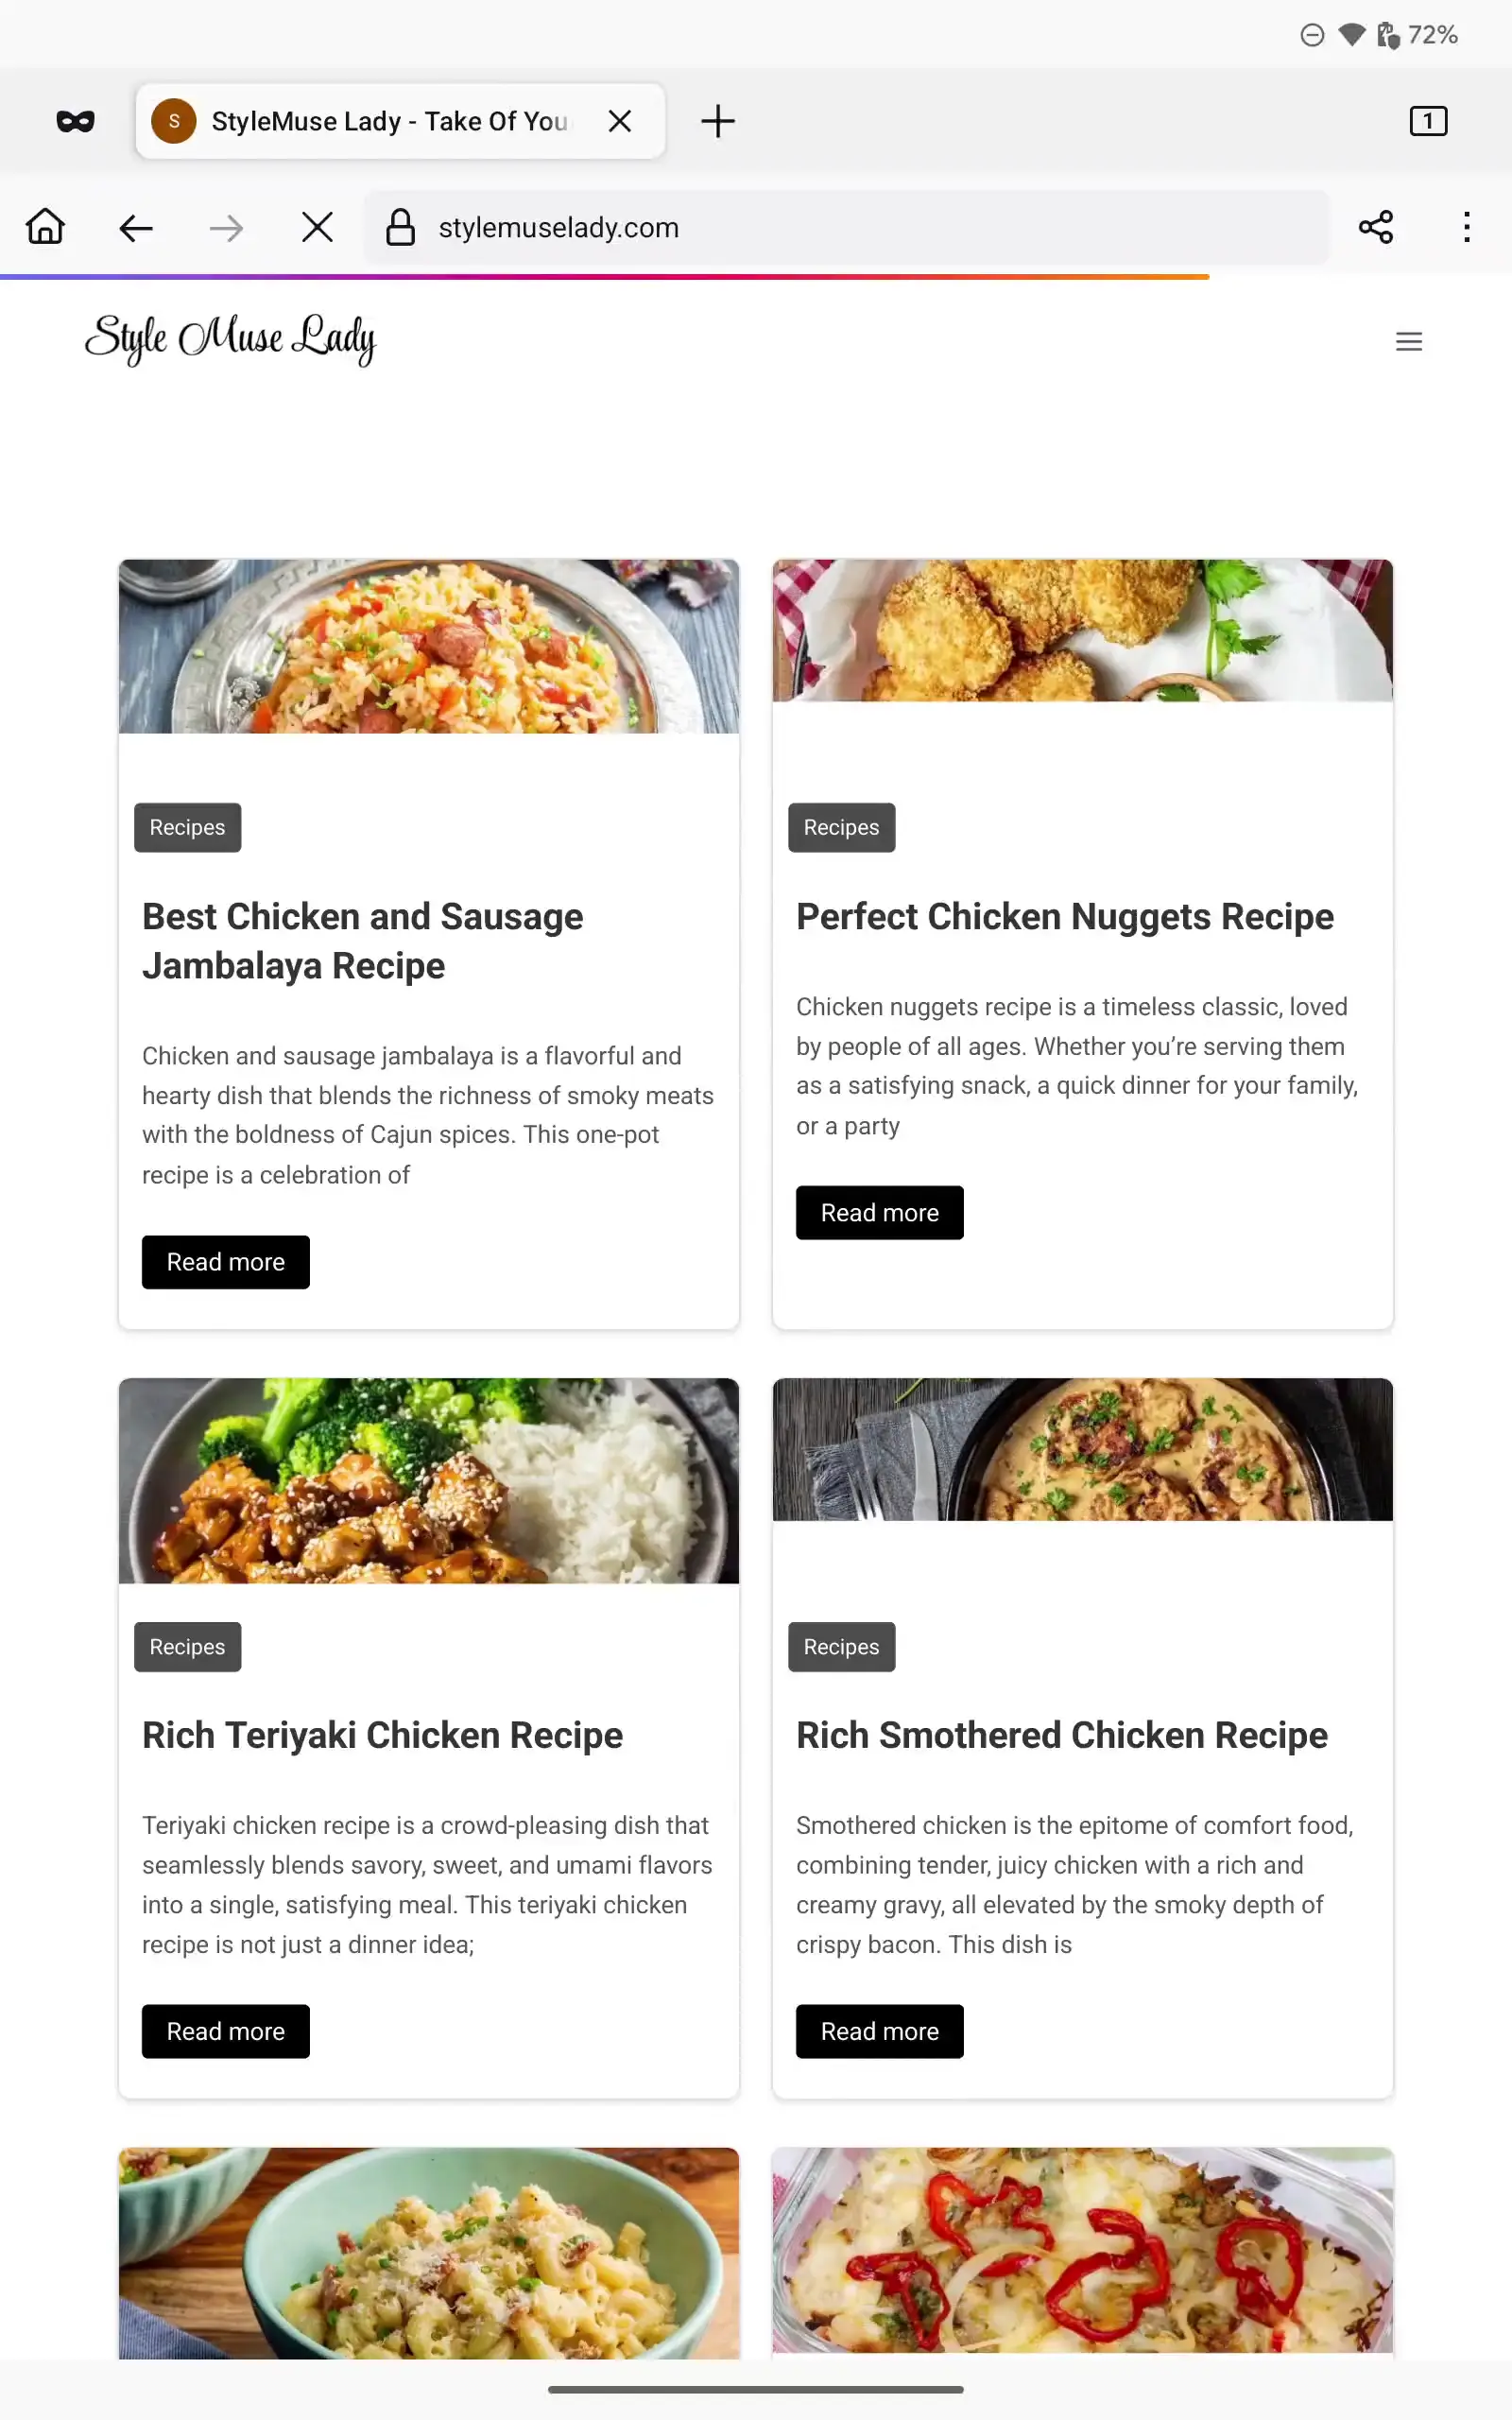 72%
S StyleMuse Lady - Take Of You
1
stylemuselady.com
Style Muse Lady
Recipes
Best Chicken and Sausage
Jambalaya Recipe
Chicken and sausage jambalaya is a flavorful and
hearty dish that blends the richness of smoky meats
with the boldness of Cajun spices. This one-pot
recipe is a celebration of
Read more
Recipes
Perfect Chicken Nuggets Recipe
Chicken nuggets recipe is a timeless classic, loved
by people of all ages. Whether you’re serving them
as a satisfying snack, a quick dinner for your family,
or a party
Read more
Recipes
Rich Teriyaki Chicken Recipe
Teriyaki chicken recipe is a crowd-pleasing dish that
seamlessly blends savory, sweet, and umami flavors
into a single, satisfying meal. This teriyaki chicken
recipe is not just a dinner idea;
Read more
Recipes
Rich Smothered Chicken Recipe
Smothered chicken is the epitome of comfort food,
combining tender, juicy chicken with a rich and
creamy gravy, all elevated by the smoky depth of
crispy bacon. This dish is
Read more